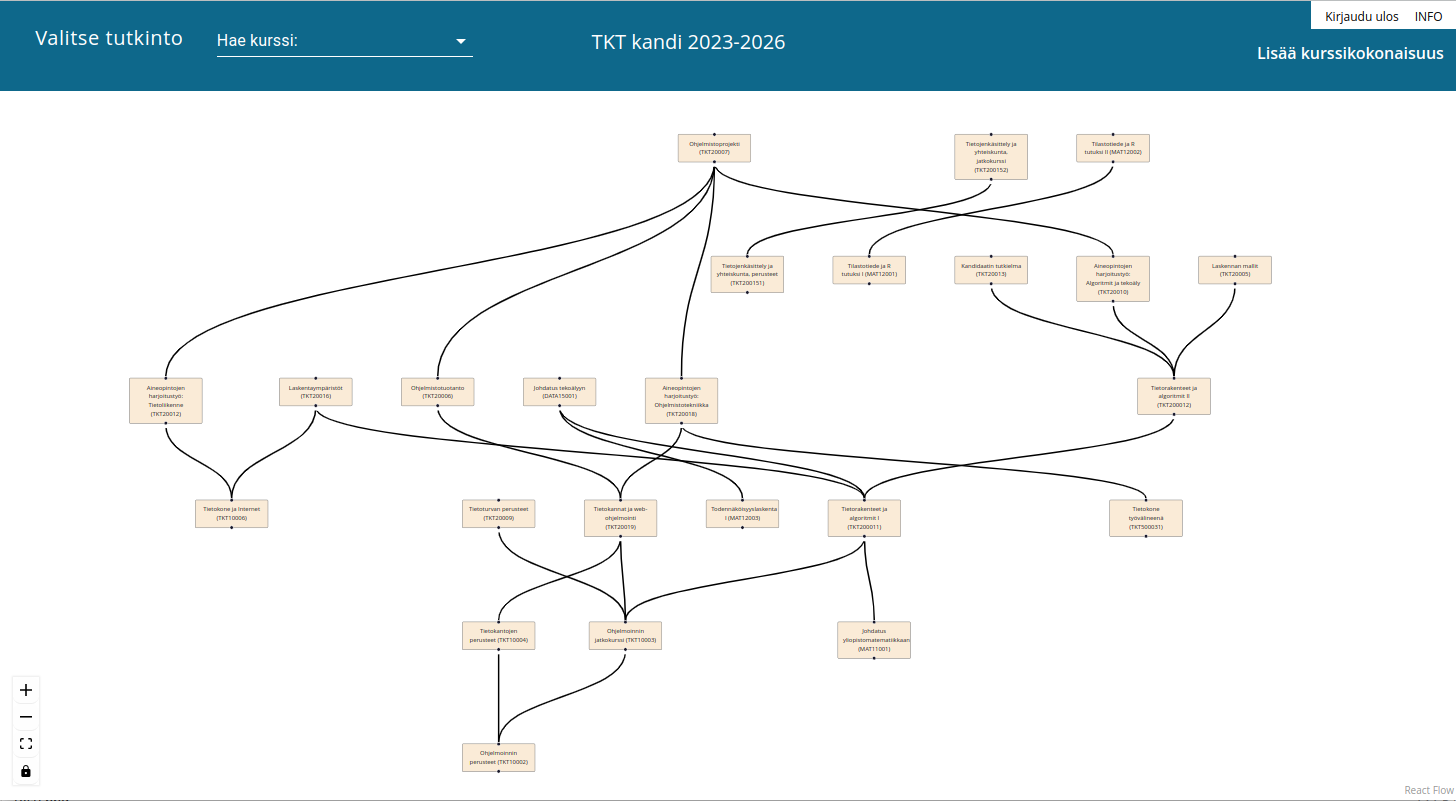 Kirjaudu ulos INFO
Valitse tutkinto
Hae kurssi:
TKT kandi 2023-2026
Lisää kurssikokonaisuus
Ohjelmistoprojekti
(TKT20007)
Tietojenkäsittely ja
yhteiskunta,
jatkokurssi
(TKT200152)
Tilastotiede ja R
tutuksi II (MAT12002)
Tietojenkäsittely ja
yhteiskunta, perusteet
(TKT200151)
Tilastotiede ja R
tutuksi I (MAT12001)
Kandidaatin tutkielma
(TKT20013)
Aineopintojen
harjoitustyö:
Algoritmit ja tekoäly
(TKT20010)
Laskennan mallit
(TKT20005)
Aineopintojen
harjoitustyö:
Tietoliikenne
(TKT20012)
Laskentaympäristöt
(TKT20016)
Ohjelmistotuotanto
(TKT20006)
Johdatus tekoälyyn
(DATA15001)
Aineopintojen
harjoitustyö:
Ohjelmistotekniikka
(TKT20018)
Tietorakenteet ja
algoritmit II
(TKT200012)
Tietokone ja Internet
(TKT10006)
Tietoturvan perusteet
(TKT20009)
Tietokannat ja web-
ohjelmointi
(TKT20019)
Todennäköisyyslaskenta
I (MAT12003)
Tietorakenteet ja
algoritmit I
(TKT200011)
Tietokone
työvälineenä
(TKT500031)
Tietokantojen
perusteet (TKT10004)
Ohjelmoinnin
jatkokurssi (TKT10003)
Johdatus
yliopistomatematiikkaan
(MAT11001)
Ohjelmoinnin
perusteet (TKT10002)
React Flow